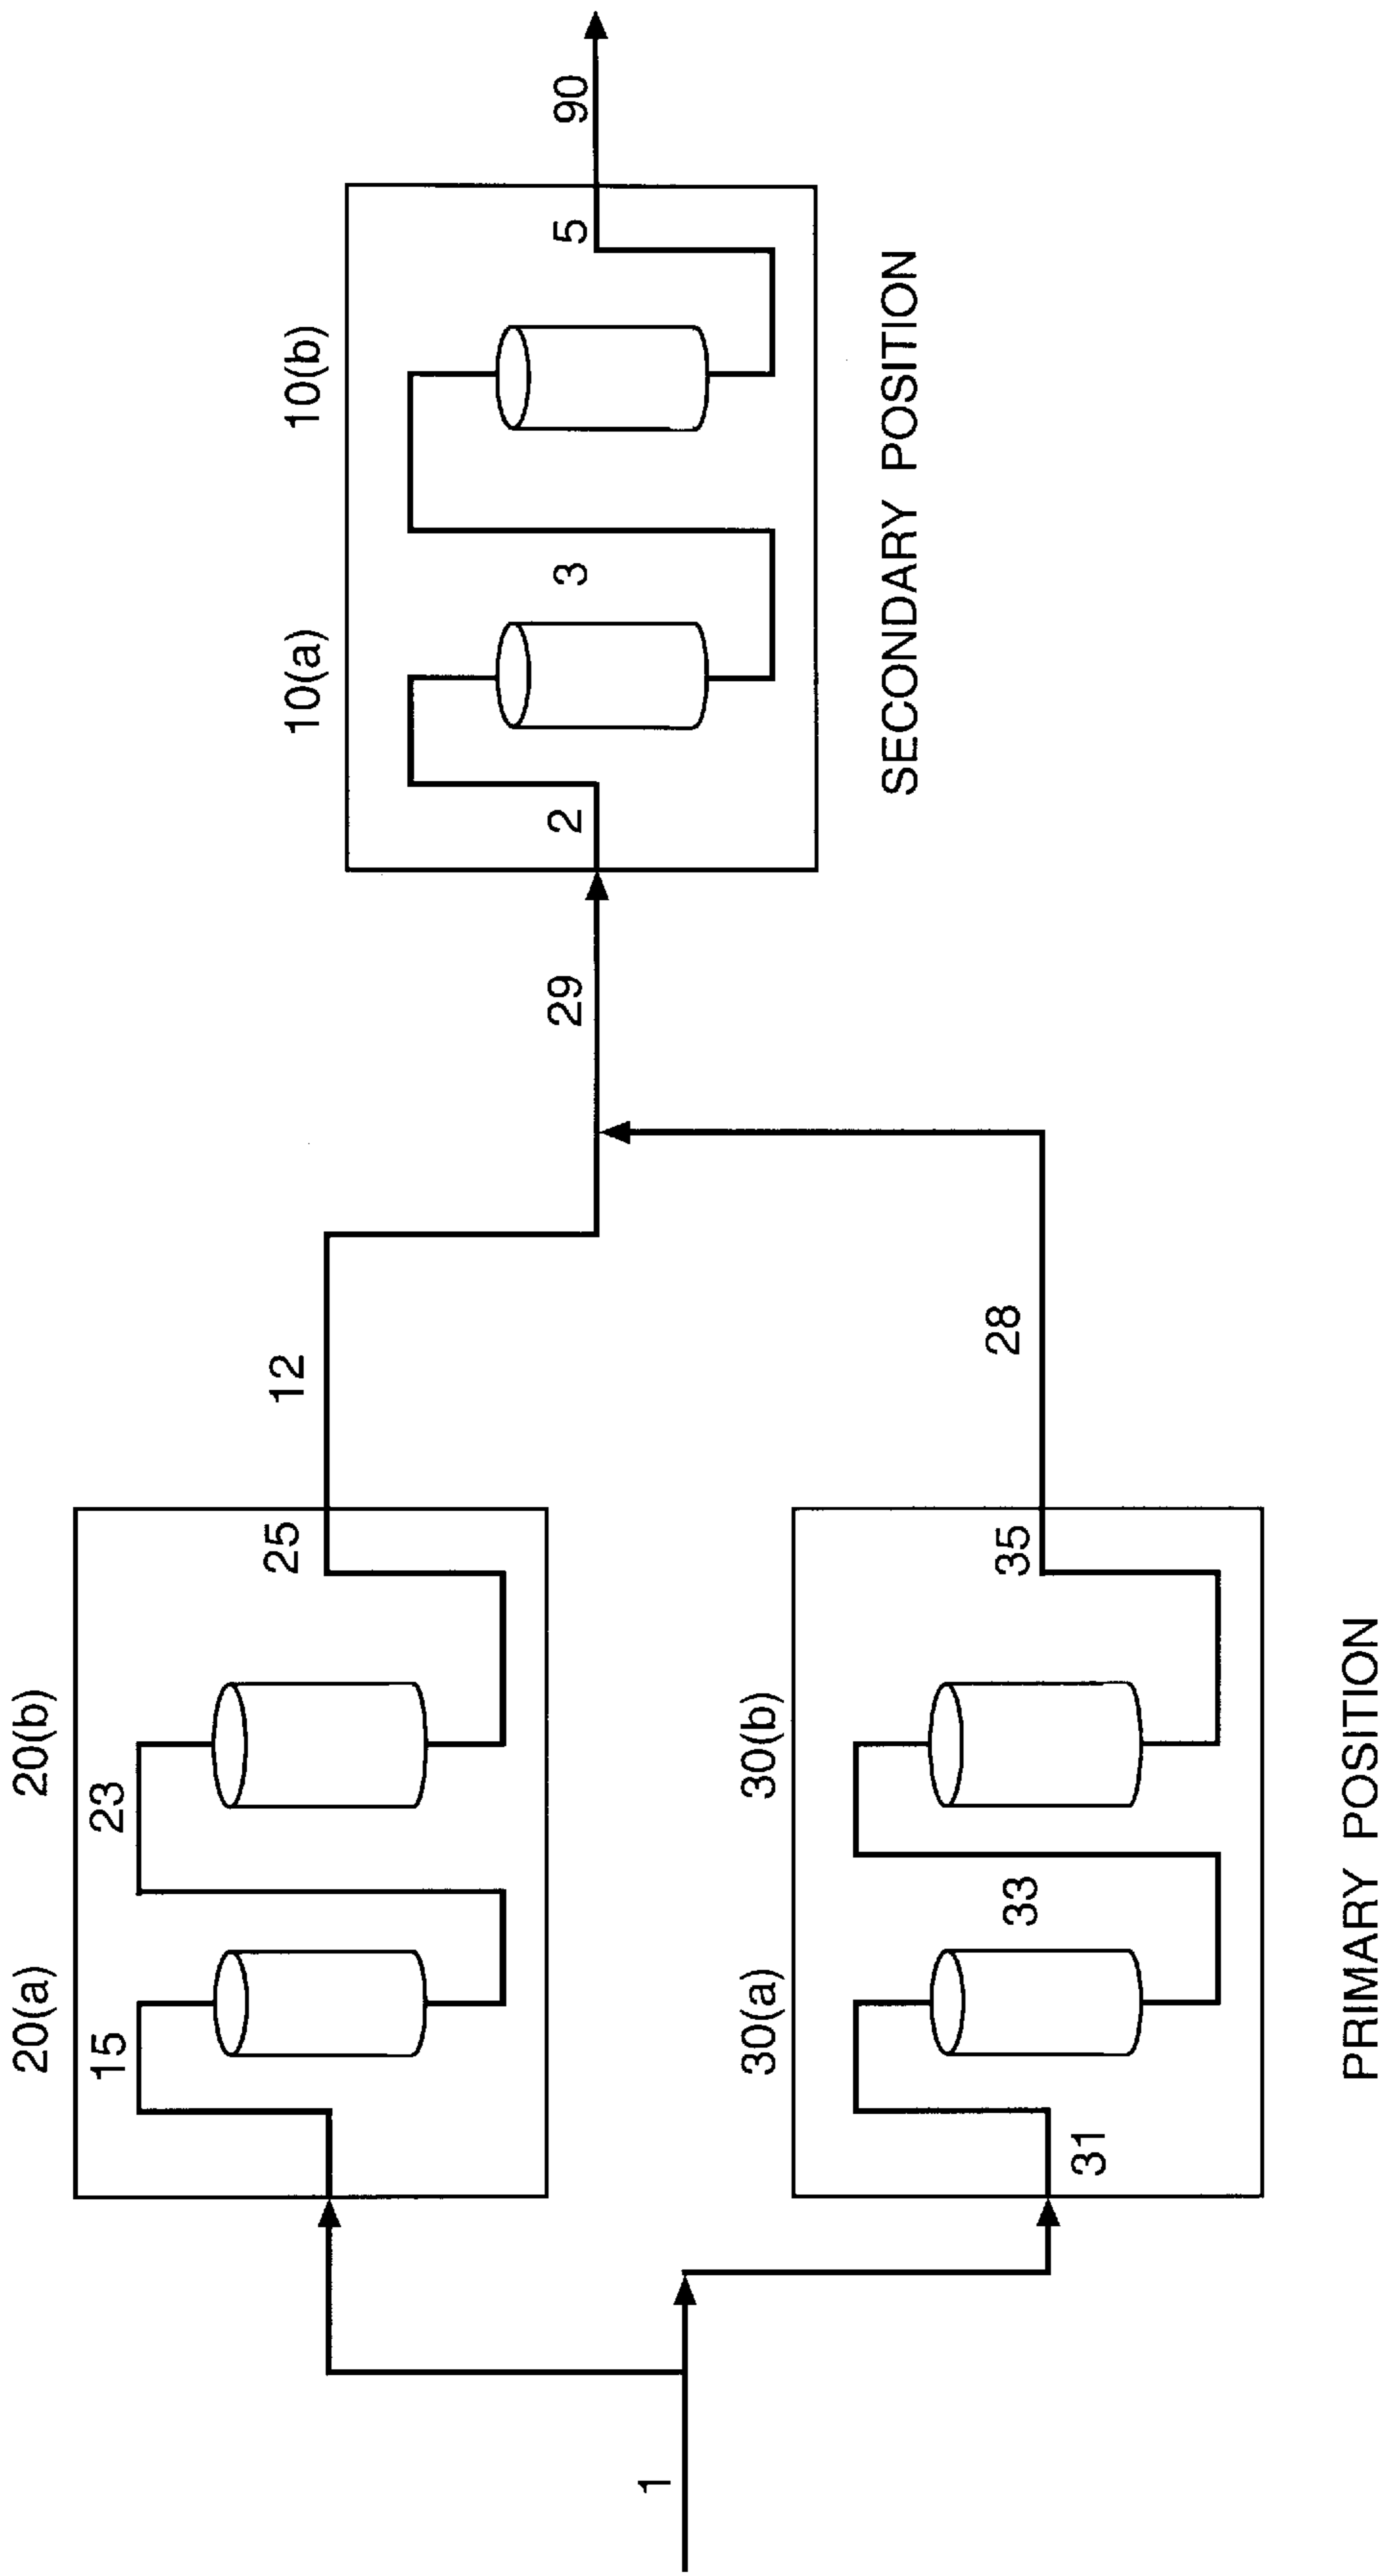 20(a)
20(b)
15
23
25
12
1
30(a)
30(b)
31
33
35
28
PRIMARY POSITION
29
10(a)
10(b)
2
3
5
90
SECONDARY POSITION